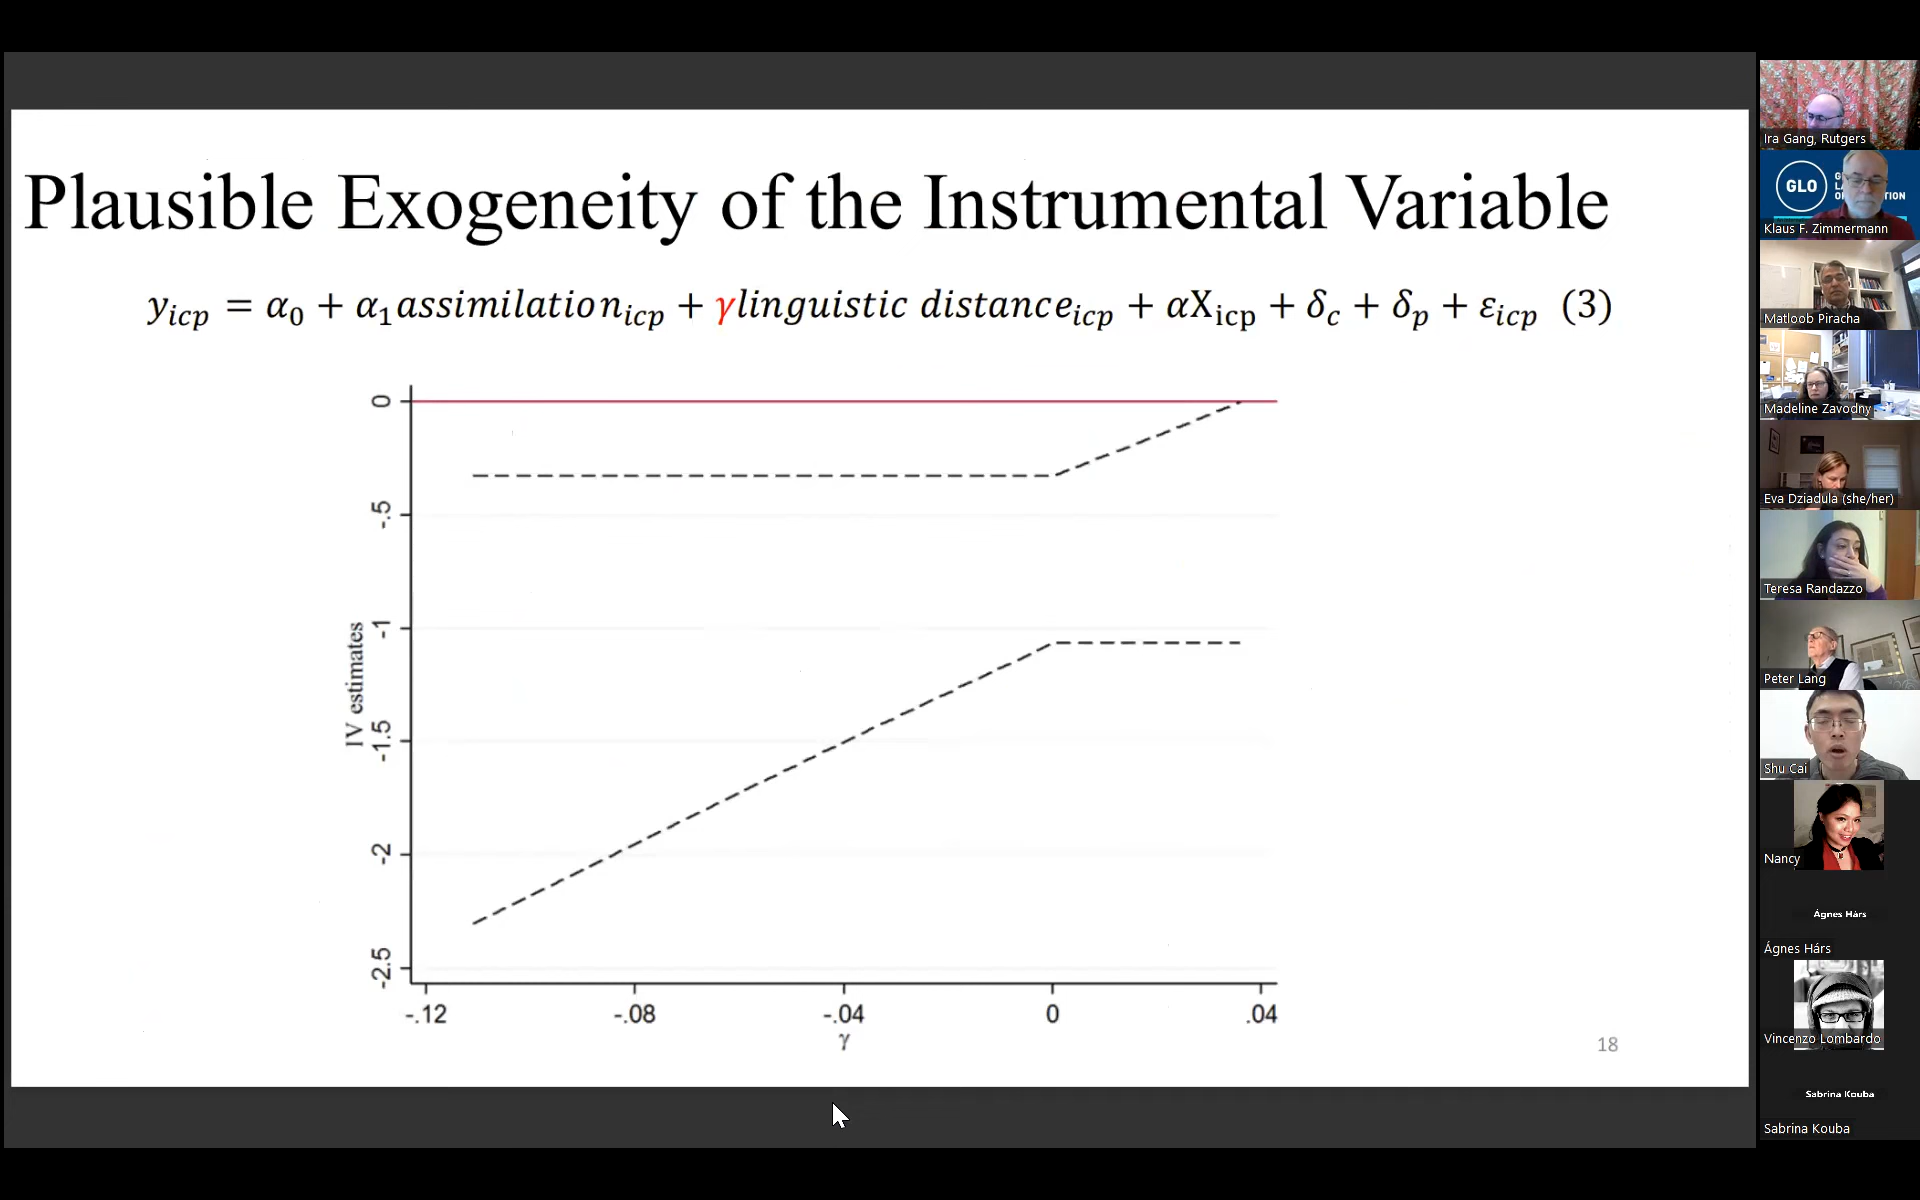 Plausible Exogeneity of the Instrumental Variable
y_icp = α_0 + α_1 assimilation_icp + γlinguistic distance_icp + αX_icp + δ_c + δ_p + ε_icp (3)
0
-.5
-1
-1.5
-2
-2.5
IV estimates
-.12 -.08 -.04 0 .04
γ
18
Ira Gang, Rutgers
GLO
Klaus F. Zimmermann
Matloob Piracha
Madeline Zavodny
Eva Dziadula (she/her)
Teresa Randazzo
Peter Lang
Shu Cai
Nancy
Ágnes Hárs
Ágnes Hárs
Vincenzo Lombardo
Sabrina Kouba
Sabrina Kouba